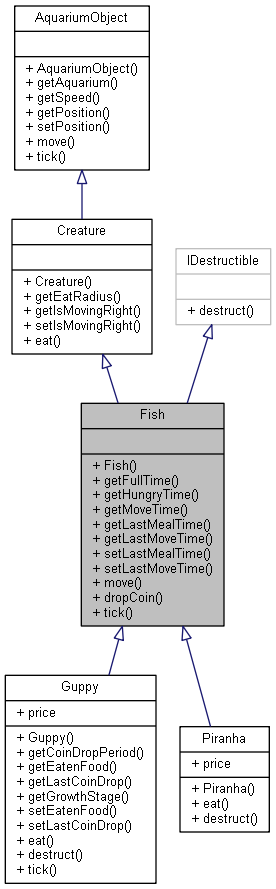 AquariumObject
+ AquariumObject()
+ getAquarium()
+ getSpeed()
+ getPosition()
+ setPosition()
+ move()
+ tick()
Creature
+ Creature()
+ getEatRadius()
+ getIsMovingRight()
+ setIsMovingRight()
+ eat()
IDestructible
+ destruct()
Fish
+ Fish()
+ getFullTime()
+ getHungryTime()
+ getMoveTime()
+ getLastMealTime()
+ getLastMoveTime()
+ setLastMealTime()
+ setLastMoveTime()
+ move()
+ dropCoin()
+ tick()
Guppy
+ price
+ Guppy()
+ getCoinDropPeriod()
+ getEatenFood()
+ getLastCoinDrop()
+ getGrowthStage()
+ setEatenFood()
+ setLastCoinDrop()
+ eat()
+ destruct()
+ tick()
Piranha
+ price
+ Piranha()
+ eat()
+ destruct()